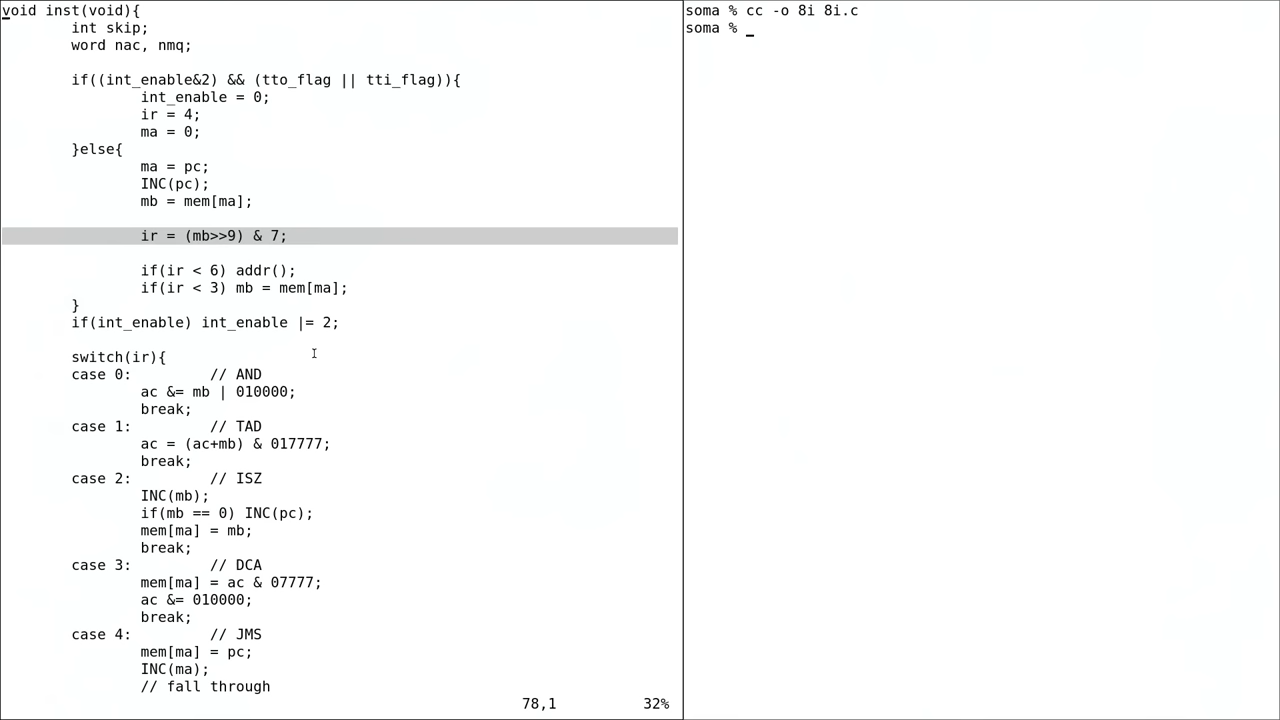 void inst(void){
        int skip;
        word nac, nmq;

        if((int_enable&2) && (tto_flag || tti_flag)){
                int_enable = 0;
                ir = 4;
                ma = 0;
        }else{
                ma = pc;
                INC(pc);
                mb = mem[ma];

                ir = (mb>>9) & 7;

                if(ir < 6) addr();
                if(ir < 3) mb = mem[ma];
        }
        if(int_enable) int_enable |= 2;

        switch(ir){
        case 0:         // AND
                ac &= mb | 010000;
                break;
        case 1:         // TAD
                ac = (ac+mb) & 017777;
                break;
        case 2:         // ISZ
                INC(mb);
                if(mb == 0) INC(pc);
                mem[ma] = mb;
                break;
        case 3:         // DCA
                mem[ma] = ac & 07777;
                ac &= 010000;
                break;
        case 4:         // JMS
                mem[ma] = pc;
                INC(ma);
                // fall through
78,1          32%
soma % cc -o 8i 8i.c
soma % _